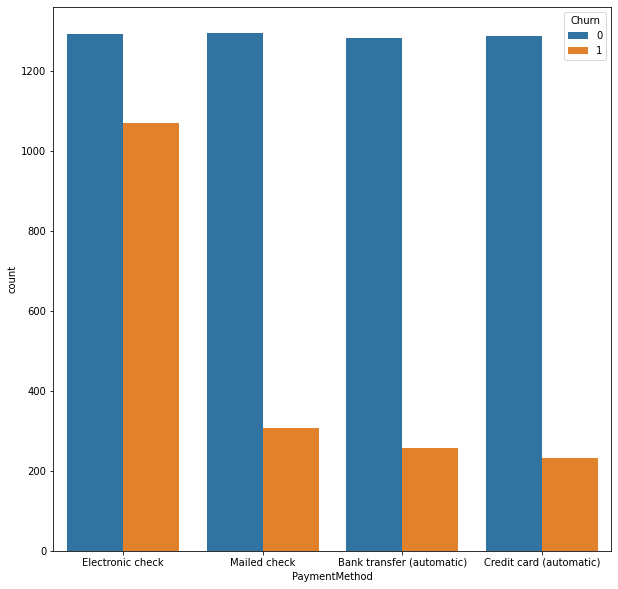 Churn
0
1
1200
1000
800
600
400
200
0
count
Electronic check
Mailed check
Bank transfer (automatic)
Credit card (automatic)
PaymentMethod